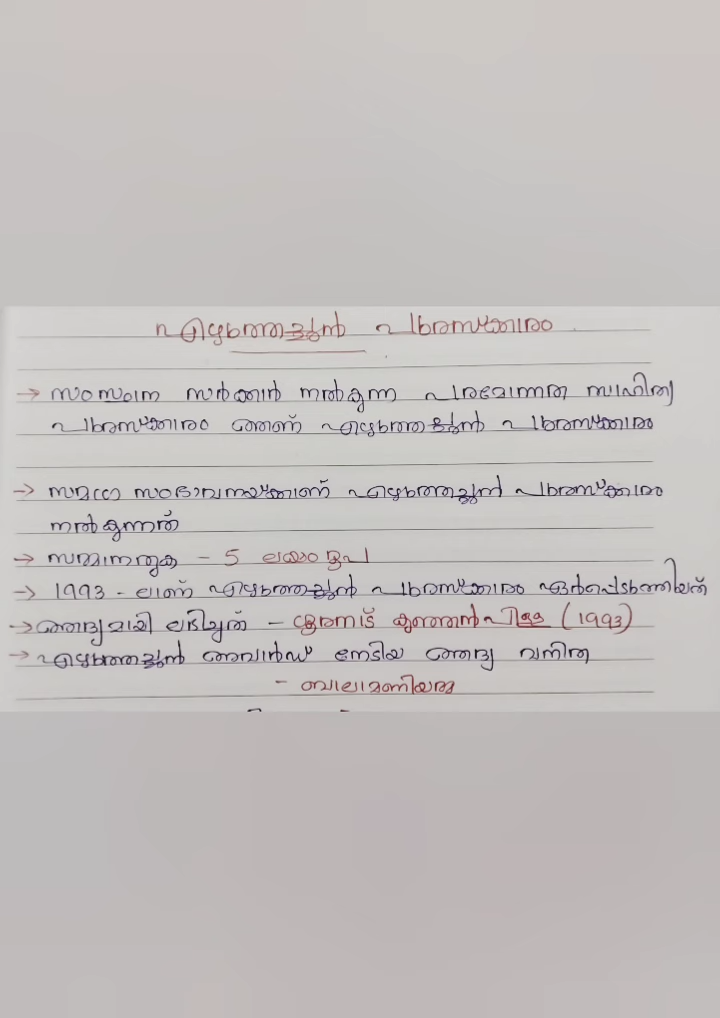 എഴുത്തച്ഛൻ പുരസ്ക്കാരം
→ സംസ്ഥാന സർക്കാർ നൽകുന്ന പരമോന്നത സാഹിത്യ
പുരസ്ക്കാരം ആണ് എഴുത്തച്ഛൻ പുരസ്ക്കാരം
→ സമഗ്ര സംഭാവനയ്ക്കാണ് എഴുത്തച്ഛൻ പുരസ്ക്കാരം
നൽകുന്നത്
→ സമ്മാനതുക - 5 ലക്ഷം രൂപ
→ 1993 - ലാണ് എഴുത്തച്ഛൻ പുരസ്ക്കാരം ഏർപ്പെടുത്തിയത്
→ ആദ്യമായി ലഭിച്ചത് - ശൂരനാട് കുഞ്ഞൻപിള്ള (1993)
→ എഴുത്തച്ഛൻ അവാർഡ് നേടിയ ആദ്യ വനിത
- ബാലാമണിയമ്മ